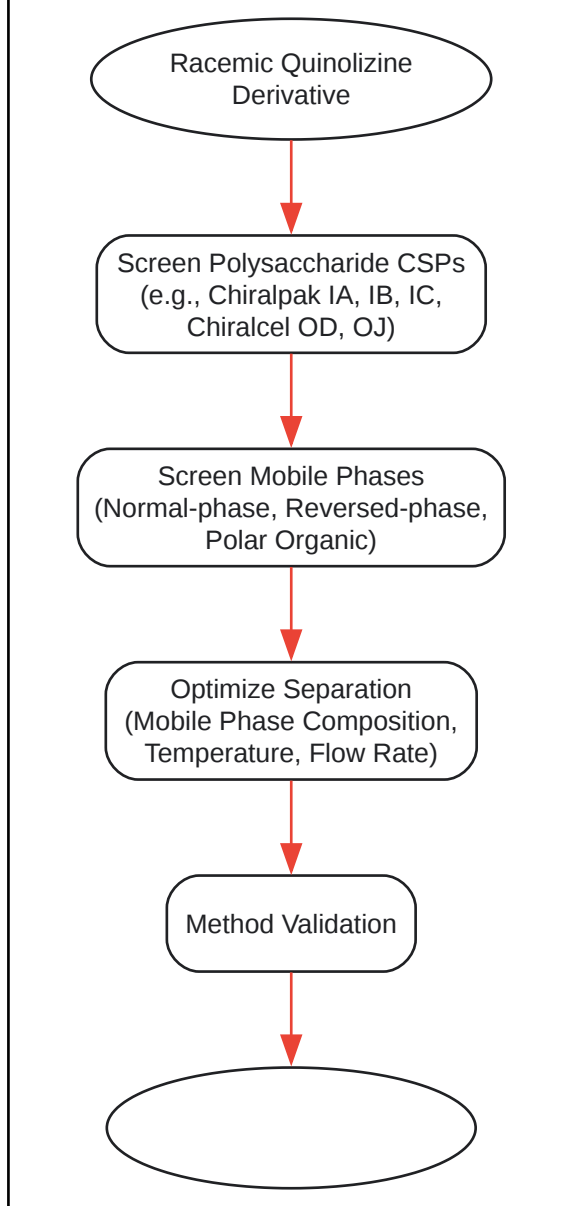 Racemic Quinolizine
Derivative
Screen Polysaccharide CSPs
(e.g., Chiralpak IA, IB, IC,
Chiralcel OD, OJ)
Screen Mobile Phases
(Normal-phase, Reversed-phase,
Polar Organic)
Optimize Separation
(Mobile Phase Composition,
Temperature, Flow Rate)
Method Validation